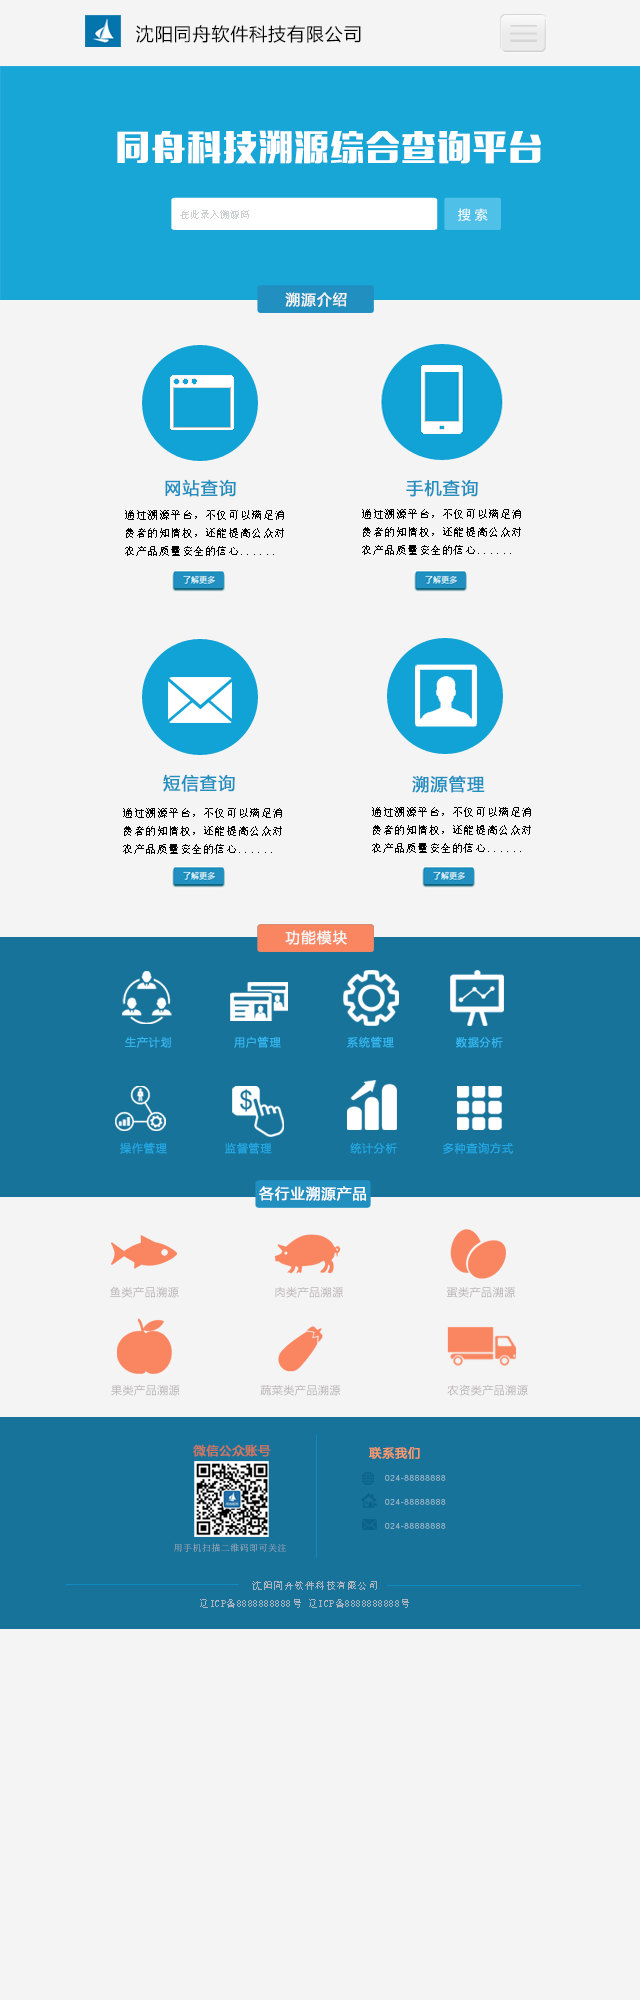 沈阳同舟软件科技有限公司
同舟科技溯源综合查询平台
在此录入溯源码
搜 索
溯源介绍
网站查询
手机查询
通过溯源平台，不仅可以满足消
费者的知情权，还能提高公众对
农产品质量安全的信心......
通过溯源平台，不仅可以满足消
费者的知情权，还能提高公众对
农产品质量安全的信心......
了解更多
了解更多
短信查询
溯源管理
通过溯源平台，不仅可以满足消
费者的知情权，还能提高公众对
农产品质量安全的信心......
通过溯源平台，不仅可以满足消
费者的知情权，还能提高公众对
农产品质量安全的信心......
了解更多
了解更多
功能模块
生产计划
用户管理
系统管理
数据分析
操作管理
监督管理
统计分析
多种查询方式
各行业溯源产品
鱼类产品溯源
肉类产品溯源
蛋类产品溯源
果类产品溯源
蔬菜类产品溯源
农资类产品溯源
微信公众账号
用手机扫描二维码即可关注
联系我们
024-88888888
024-88888888
024-88888888
沈阳同舟软件科技有限公司
辽ICP备8888888888号 辽ICP备8888888888号